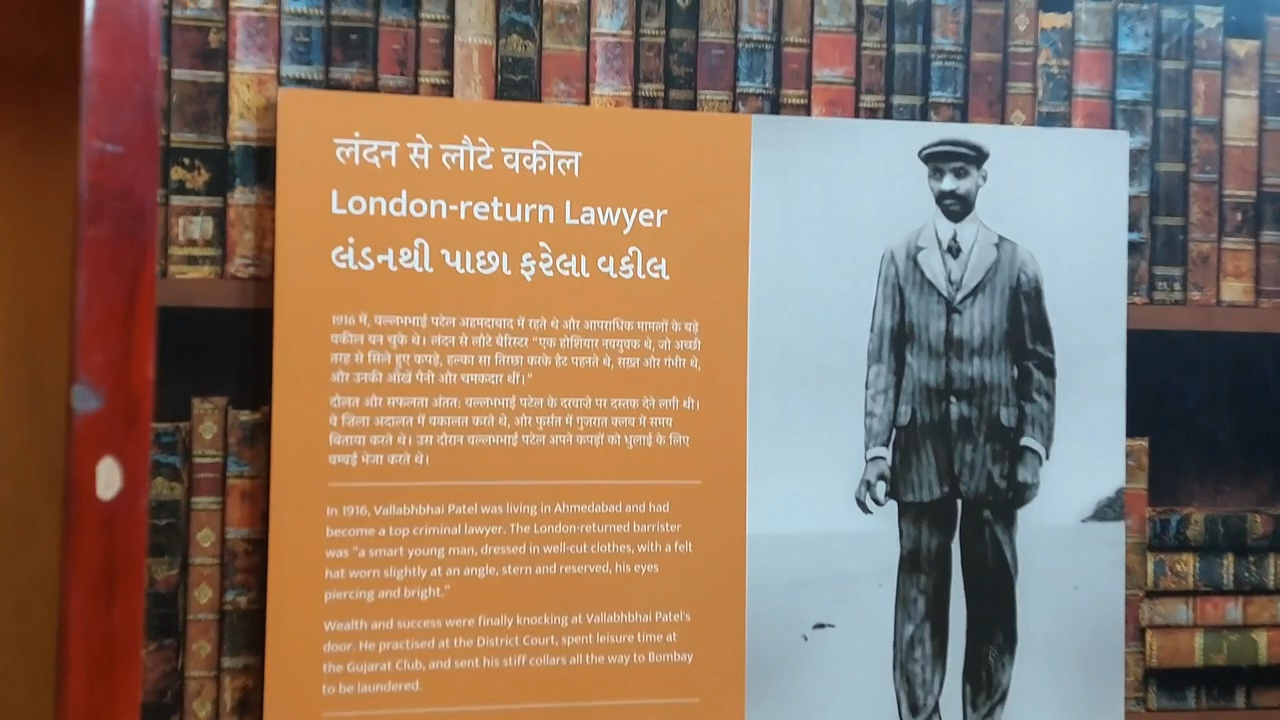 लंदन से लौटे वकील
London-return Lawyer
લંડનથી પાછા ફરેલા વકીલ
1916 में, वल्लभभाई पटेल अहमदाबाद में रहते थे और आपराधिक मामलों के बड़े
वकील बन चुके थे। लंदन से लौटे बैरिस्टर "एक होशियार नवयुवक थे, जो अच्छी
तरह से सिले हुए कपड़े, हल्का सा तिरछा करके हैट पहनते थे, सख़्त और गंभीर थे,
और उनकी आँखें पैनी और चमकदार थीं।"
दौलत और सफलता अंतत: वल्लभभाई पटेल के दरवाज़े पर दस्तक देने लगी थी।
वे ज़िला अदालत में वकालत करते थे, और फुर्सत में गुजरात क्लब में समय
बिताया करते थे। उस दौरान वल्लभभाई पटेल अपने कपड़ों को धुलाई के लिए
बम्बई भेजा करते थे।
In 1916, Vallabhbhai Patel was living in Ahmedabad and had
become a top criminal lawyer. The London-returned barrister
was "a smart young man, dressed in well-cut clothes, with a felt
hat worn slightly at an angle, stern and reserved, his eyes
piercing and bright."
Wealth and success were finally knocking at Vallabhbhai Patel's
door. He practised at the District Court, spent leisure time at
the Gujarat Club, and sent his stiff collars all the way to Bombay
to be laundered.